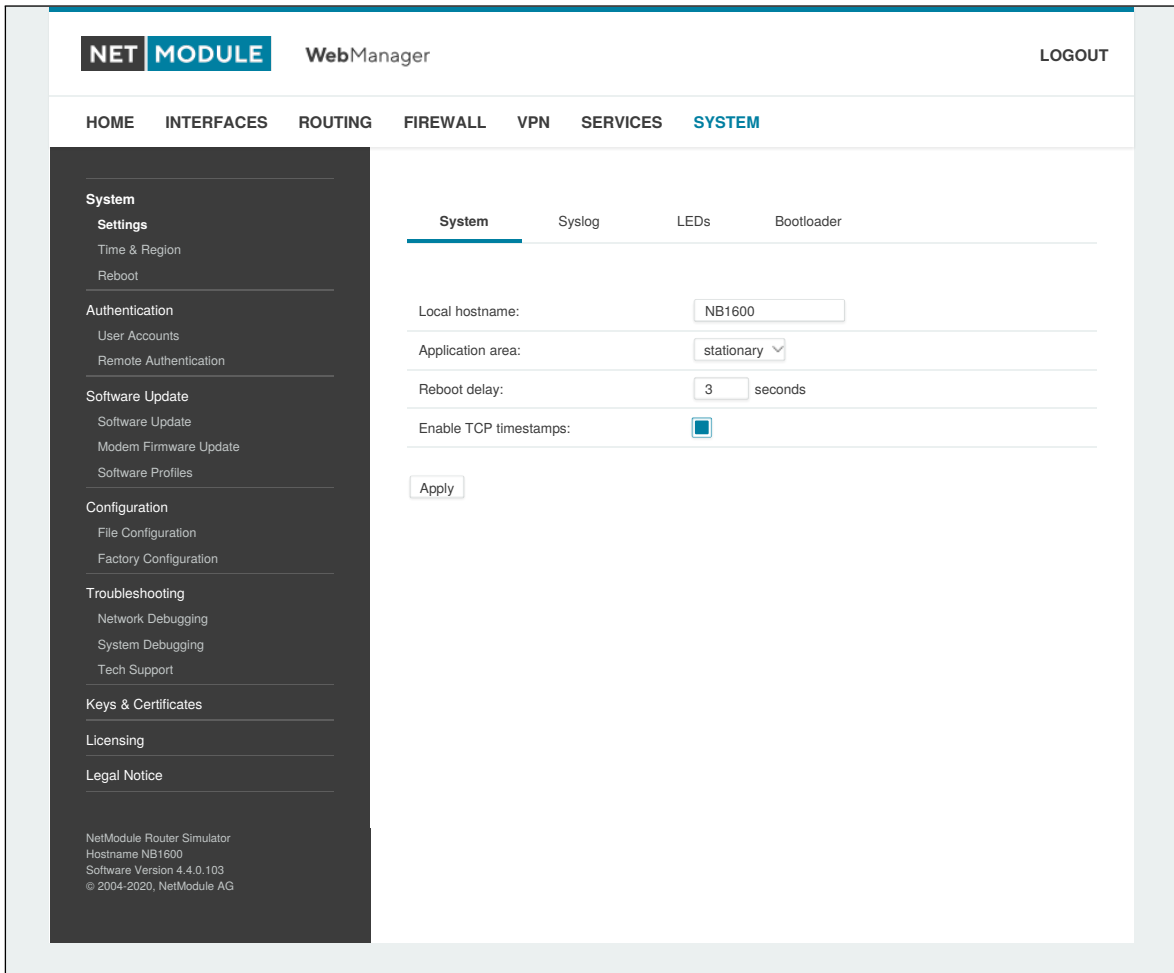 NET MODULE WebManager LOGOUT
HOME INTERFACES ROUTING FIREWALL VPN SERVICES SYSTEM
System
Settings
Time & Region
Reboot
Authentication
User Accounts
Remote Authentication
Software Update
Software Update
Modem Firmware Update
Software Profiles
Configuration
File Configuration
Factory Configuration
Troubleshooting
Network Debugging
System Debugging
Tech Support
Keys & Certificates
Licensing
Legal Notice
NetModule Router Simulator
Hostname NB1600
Software Version 4.4.0.103
© 2004-2020, NetModule AG
System Syslog LEDs Bootloader
Local hostname: NB1600
Application area: stationary
Reboot delay: 3 seconds
Enable TCP timestamps:
Apply